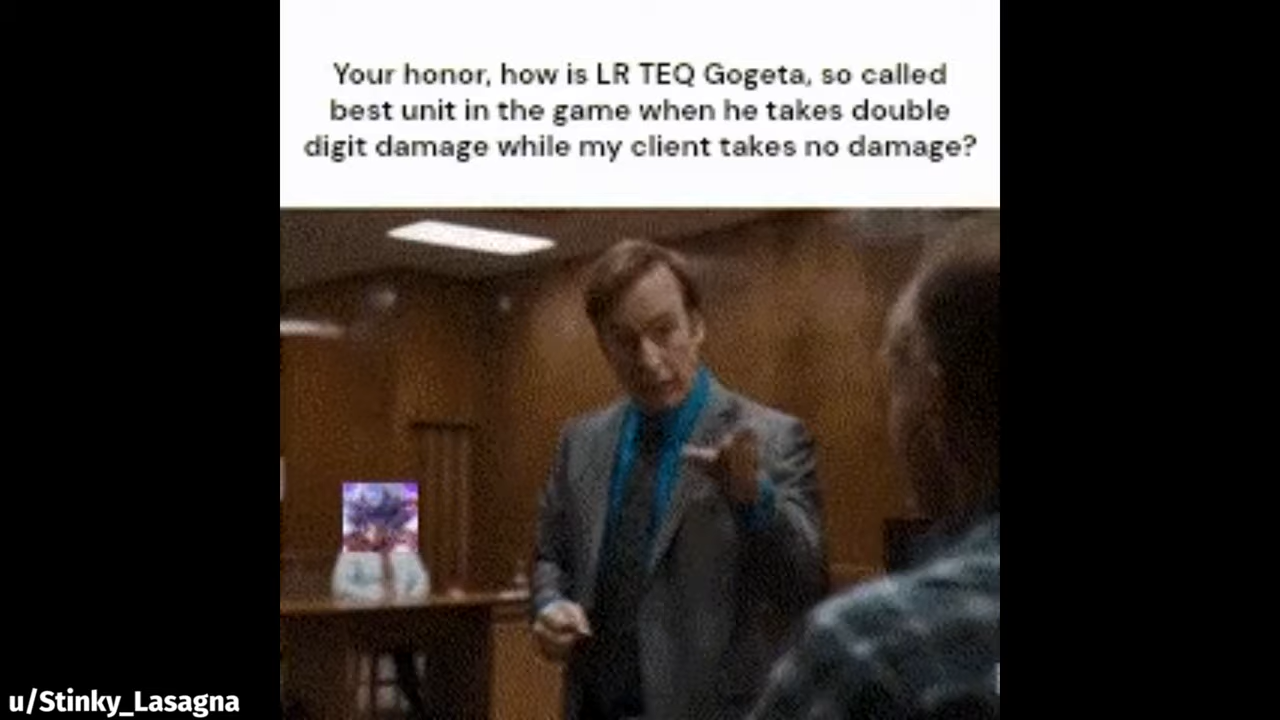 Your honor, how is LR TEQ Gogeta, so called
best unit in the game when he takes double
digit damage while my client takes no damage?
u/Stinky_Lasagna